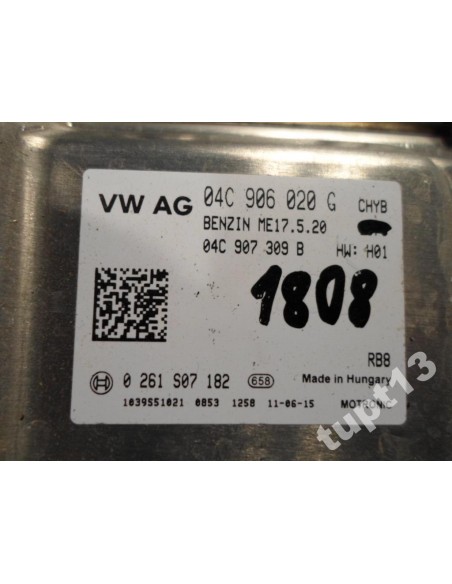 VW AG 04C 906 020 G CHYB
BENZIN ME17.5.20
04C 907 309 B HW: H01
1808
RB8
0 261 S07 182 658 Made in Hungary
1039S51021 0853 1258 11-06-15 MOTRONIC
tupt13